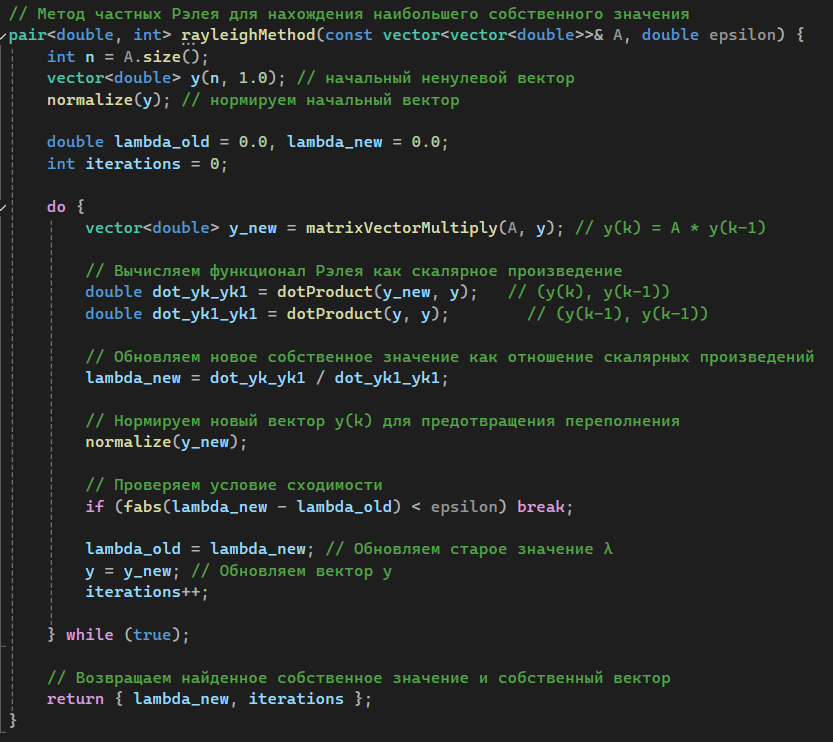 // Метод частных Рэлея для нахождения наибольшего собственного значения
pair<double, int> rayleighMethod(const vector<vector<double>>& A, double epsilon) {
    int n = A.size();
    vector<double> y(n, 1.0); // начальный ненулевой вектор
    normalize(y); // нормируем начальный вектор

    double lambda_old = 0.0, lambda_new = 0.0;
    int iterations = 0;

    do {
        vector<double> y_new = matrixVectorMultiply(A, y); // y(k) = A * y(k-1)

        // Вычисляем функционал Рэлея как скалярное произведение
        double dot_yk_yk1 = dotProduct(y_new, y);   // (y(k), y(k-1))
        double dot_yk1_yk1 = dotProduct(y, y);        // (y(k-1), y(k-1))

        // Обновляем новое собственное значение как отношение скалярных произведений
        lambda_new = dot_yk_yk1 / dot_yk1_yk1;

        // Нормируем новый вектор y(k) для предотвращения переполнения
        normalize(y_new);

        // Проверяем условие сходимости
        if (fabs(lambda_new - lambda_old) < epsilon) break;

        lambda_old = lambda_new; // Обновляем старое значение λ
        y = y_new; // Обновляем вектор y
        iterations++;

    } while (true);

    // Возвращаем найденное собственное значение и собственный вектор
    return { lambda_new, iterations };
}